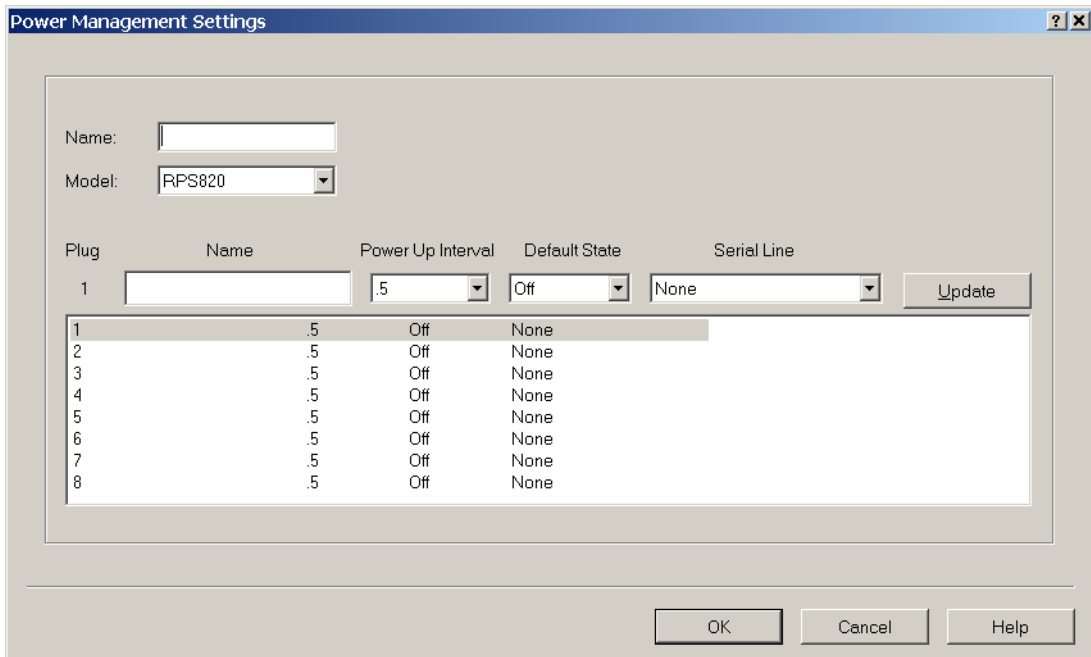 Power Management Settings
Name:
Model: RPS820
Plug Name Power Up Interval Default State Serial Line
1 .5 Off None Update
1 .5 Off None
2 .5 Off None
3 .5 Off None
4 .5 Off None
5 .5 Off None
6 .5 Off None
7 .5 Off None
8 .5 Off None
OK Cancel Help